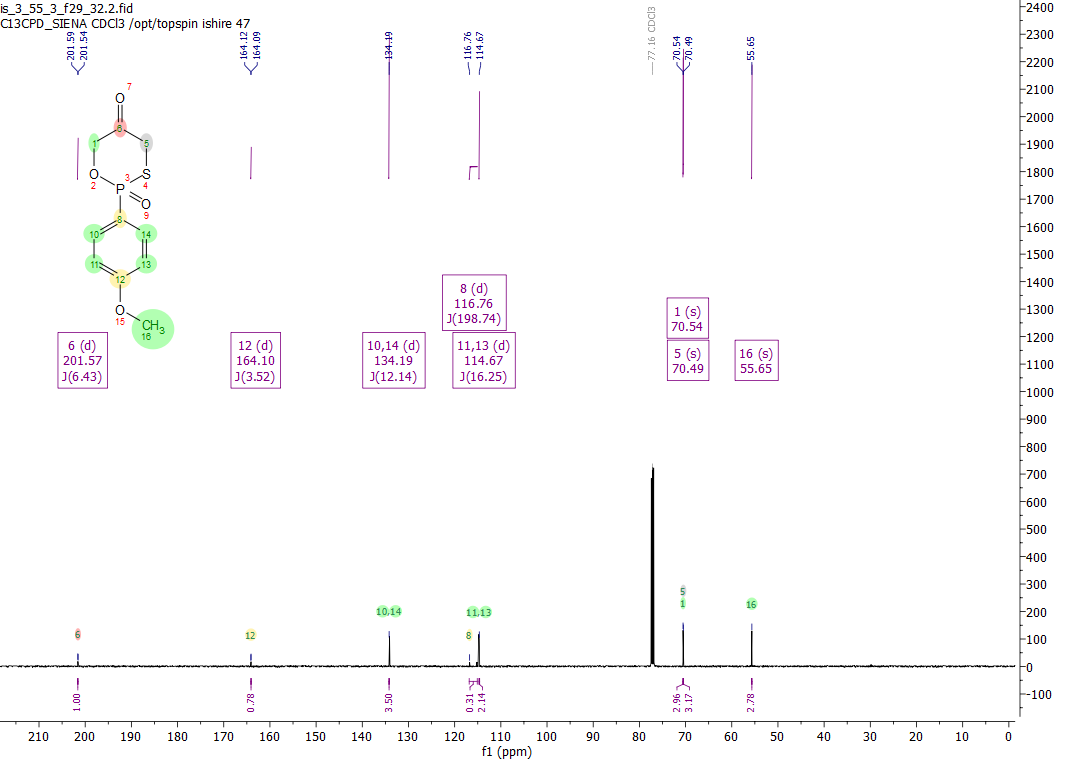 is_3_55_3_f29_32.2.fid
C13CPD_SIENA CDCl3 /opt/topspin ishire 47
201.59
201.54
164.12
164.09
134.19
116.76
114.67
77.16 CDCl3
70.54
70.49
55.65
O 7
6
1
5
O 2
P 3
S 4
O 9
8
10
14
11
13
12
O 15
CH3 16
6 (d)
201.57
J(6.43)
12 (d)
164.10
J(3.52)
10,14 (d)
134.19
J(12.14)
8 (d)
116.76
J(198.74)
11,13 (d)
114.67
J(16.25)
1 (s)
70.54
5 (s)
70.49
16 (s)
55.65
6
12
10,14
8
11,13
5
1
16
1.00
0.78
3.50
0.31
2.14
2.96
3.17
2.78
210 200 190 180 170 160 150 140 130 120 110 100 90 80 70 60 50 40 30 20 10 0
f1 (ppm)
2400
2300
2200
2100
2000
1900
1800
1700
1600
1500
1400
1300
1200
1100
1000
900
800
700
600
500
400
300
200
100
0
-100